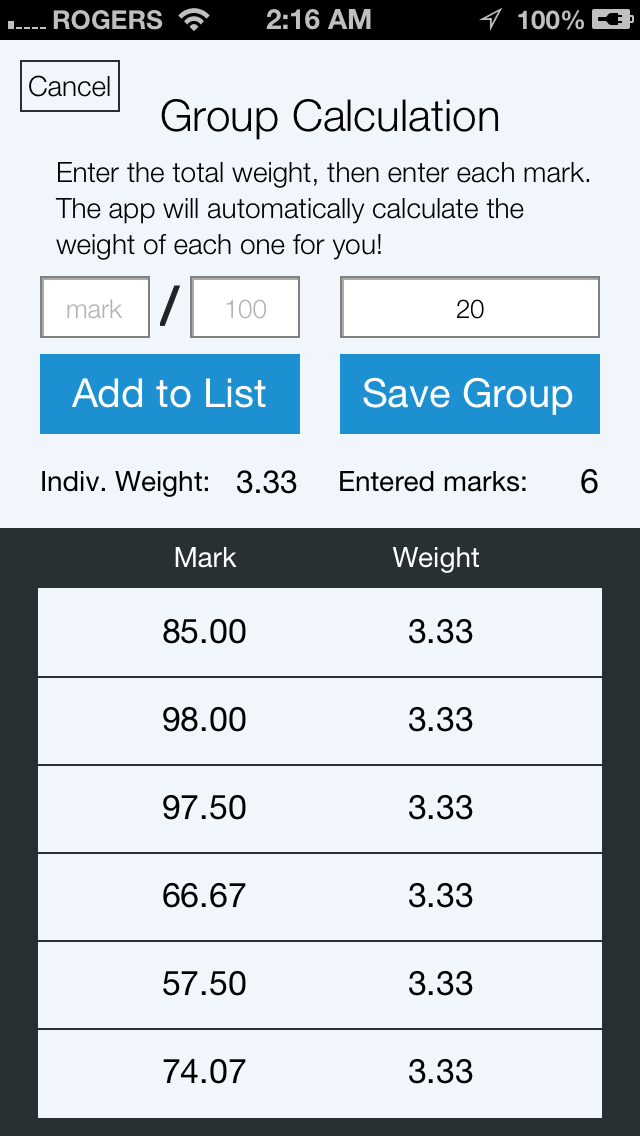 ROGERS 2:16 AM 100%
Cancel
Group Calculation
Enter the total weight, then enter each mark.
The app will automatically calculate the
weight of each one for you!
mark / 100 20
Add to List Save Group
Indiv. Weight: 3.33 Entered marks: 6
Mark Weight
85.00 3.33
98.00 3.33
97.50 3.33
66.67 3.33
57.50 3.33
74.07 3.33